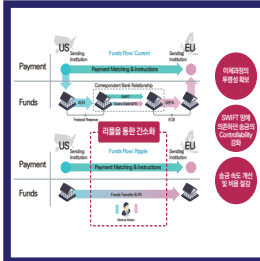 US
EU
Sending
Institution
Funds Flow/ Current
Sending
Institution
Payment
Payment Matching & Instructions
이체과정의
투명성 확보
Correspondent Bank Relationship
SWIFT
Funds
ACH
SEPA
Federal Reserve
ECB
SWIFT 망에
의존하던 송금의
Controllability
강화
리플을 통한 간소화
US
EU
Sending
Institution
Funds Flow/ Ripple
Sending
Institution
Payment
Payment Matching & Instructions
송금 속도 개선
및 비용 절감
Funds
Funds Transfer & FX
Market Maker